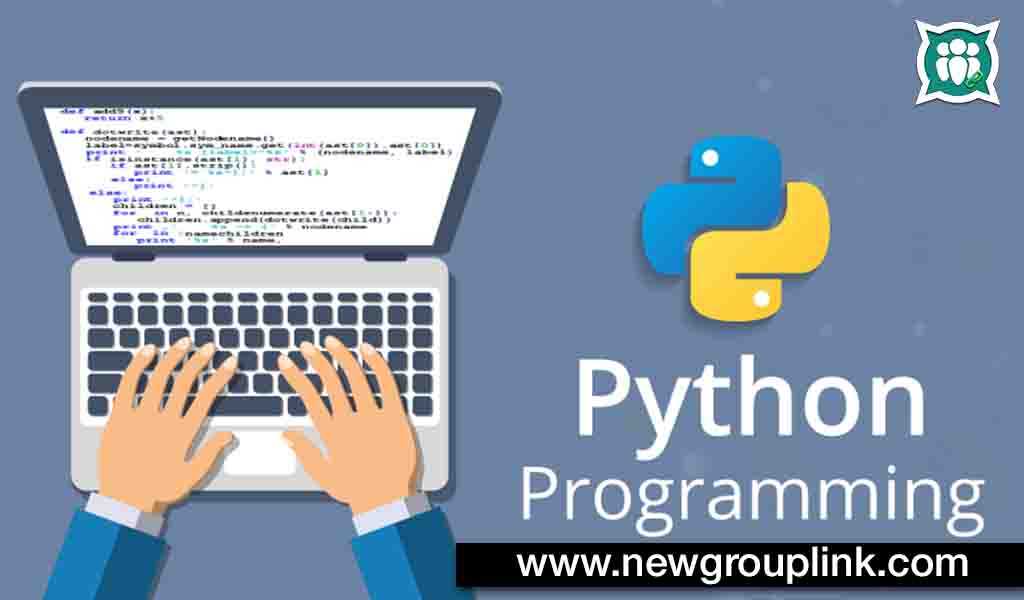 def add5(x):
return x+5
def dotwrite(ast):
nodename = getNodename()
label=symbol.sym_name.get(int(ast[0]),ast[0])
print % (nodename, label)
if isinstance(ast[1], str):
if ast[1].strip()
print % ast[1]
else:
print
else:
print
children = []
for in n, childenumerate(ast[1:]):
children.append(dotwrite(child))
print % nodename
for in :namechildren
print % name,
Python
Programming
www.newgrouplink.com